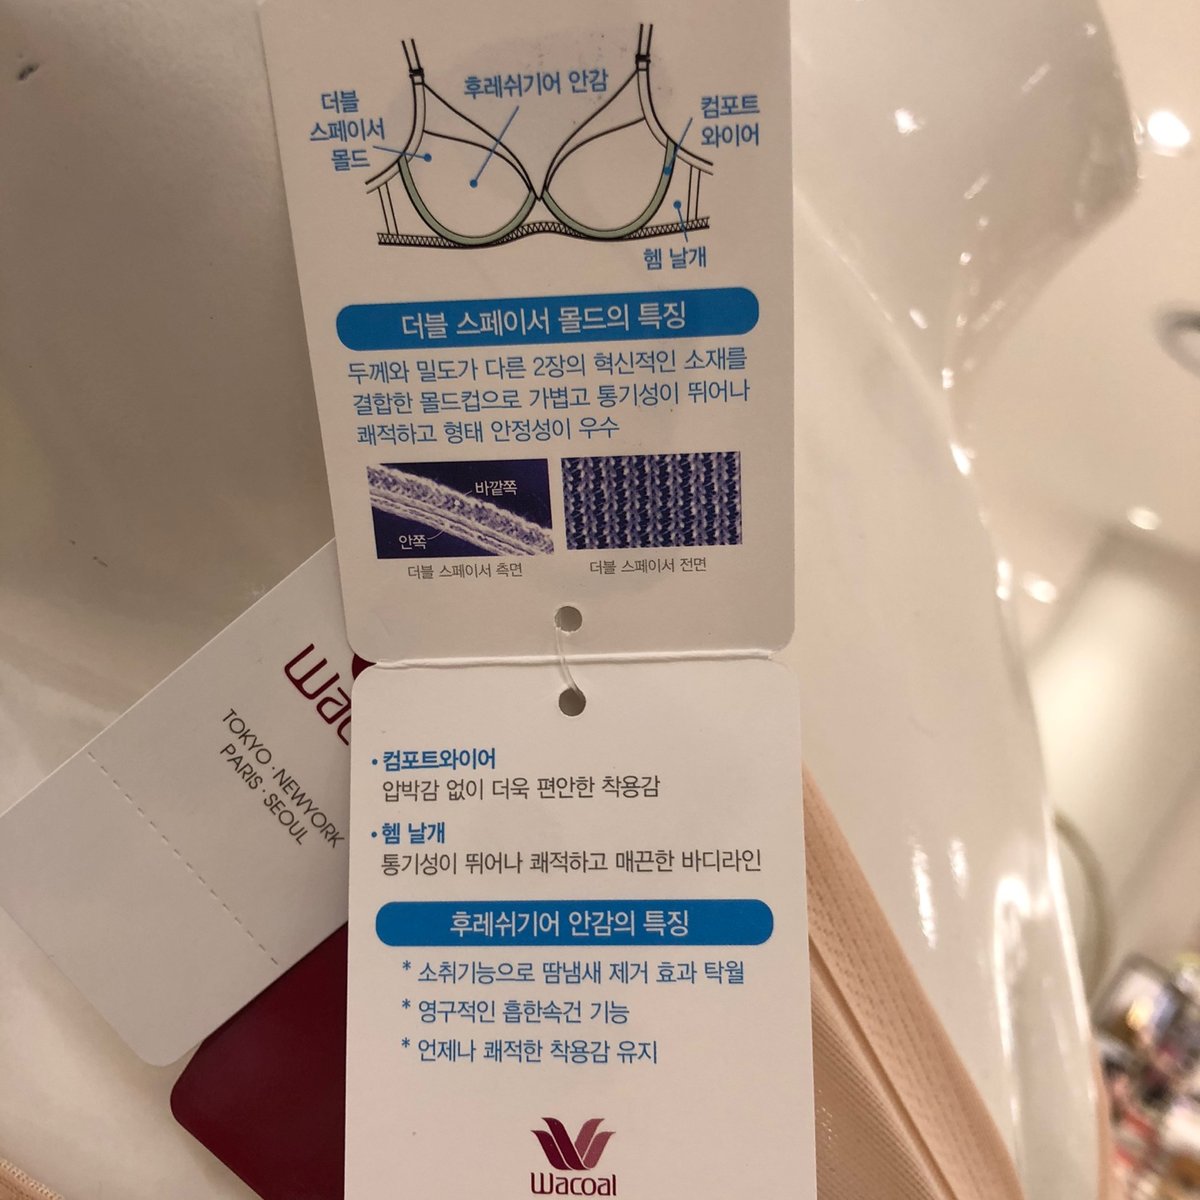 더블
스페이서
몰드
후레쉬기어 안감
컴포트
와이어
헴 날개
더블 스페이서 몰드의 특징
두께와 밀도가 다른 2장의 혁신적인 소재를
결합한 몰드컵으로 가볍고 통기성이 뛰어나
쾌적하고 형태 안정성이 우수
바깥쪽
안쪽
더블 스페이서 측면
더블 스페이서 전면
TOKYO · NEWYORK
PARIS · SEOUL
· 컴포트와이어
압박감 없이 더욱 편안한 착용감
· 헴 날개
통기성이 뛰어나 쾌적하고 매끈한 바디라인
후레쉬기어 안감의 특징
* 소취기능으로 땀냄새 제거 효과 탁월
* 영구적인 흡한속건 기능
* 언제나 쾌적한 착용감 유지
Wacoal